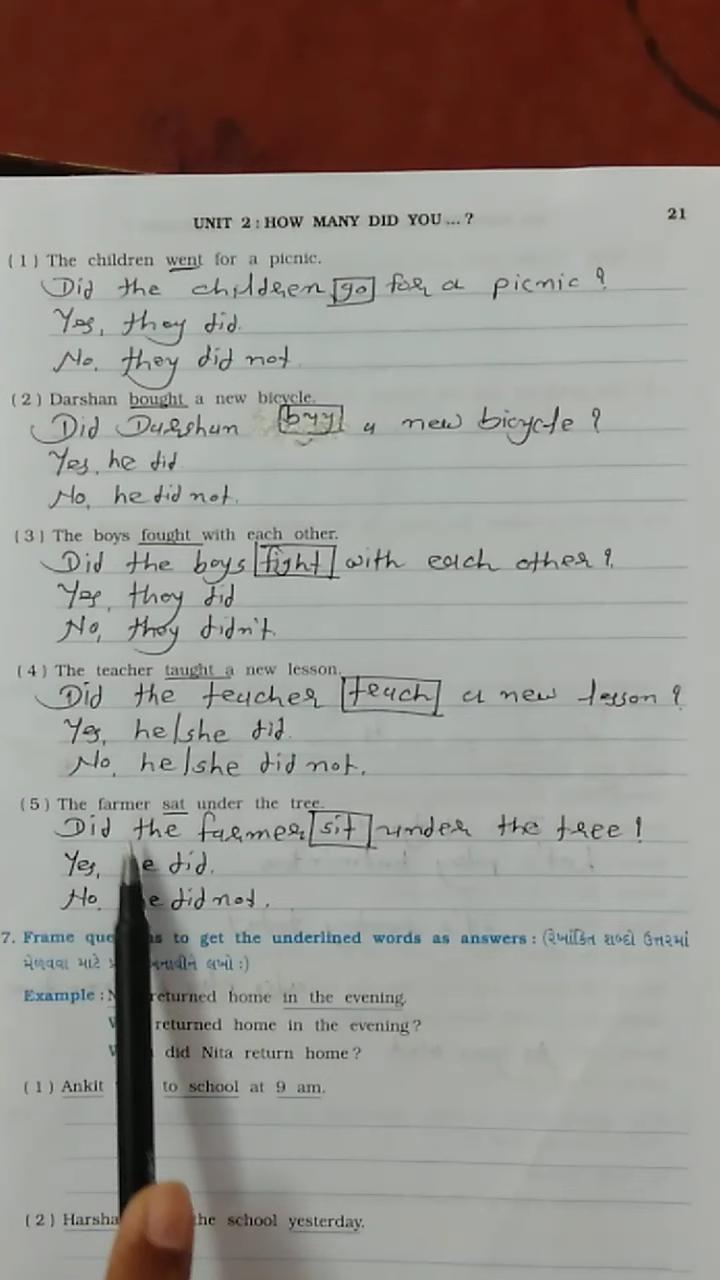 UNIT 2 : HOW MANY DID YOU ... ? 21
( 1 ) The children went for a picnic.
Did the children go for a picnic ?
Yes, they did.
No, they did not
( 2 ) Darshan bought a new bicycle.
Did Darshan buy a new bicycle ?
Yes, he did
No, he did not.
( 3 ) The boys fought with each other.
Did the boys fight with each other ?
Yes, they did
No, they didn't.
( 4 ) The teacher taught a new lesson.
Did the teacher teach a new lesson ?
Yes, he/she did.
No, he/she did not.
( 5 ) The farmer sat under the tree.
Did the farmer sit under the tree !
Yes, did.
No. did not.
7. Frame to get the underlined words as answers : (રેખાંકિત શબ્દો ઉત્તરમાં
મેળવવા માટે લખો :)
Example : returned home in the evening.
returned home in the evening ?
did Nita return home ?
( 1 ) Ankit to school at 9 am.
( 2 ) the school yesterday.